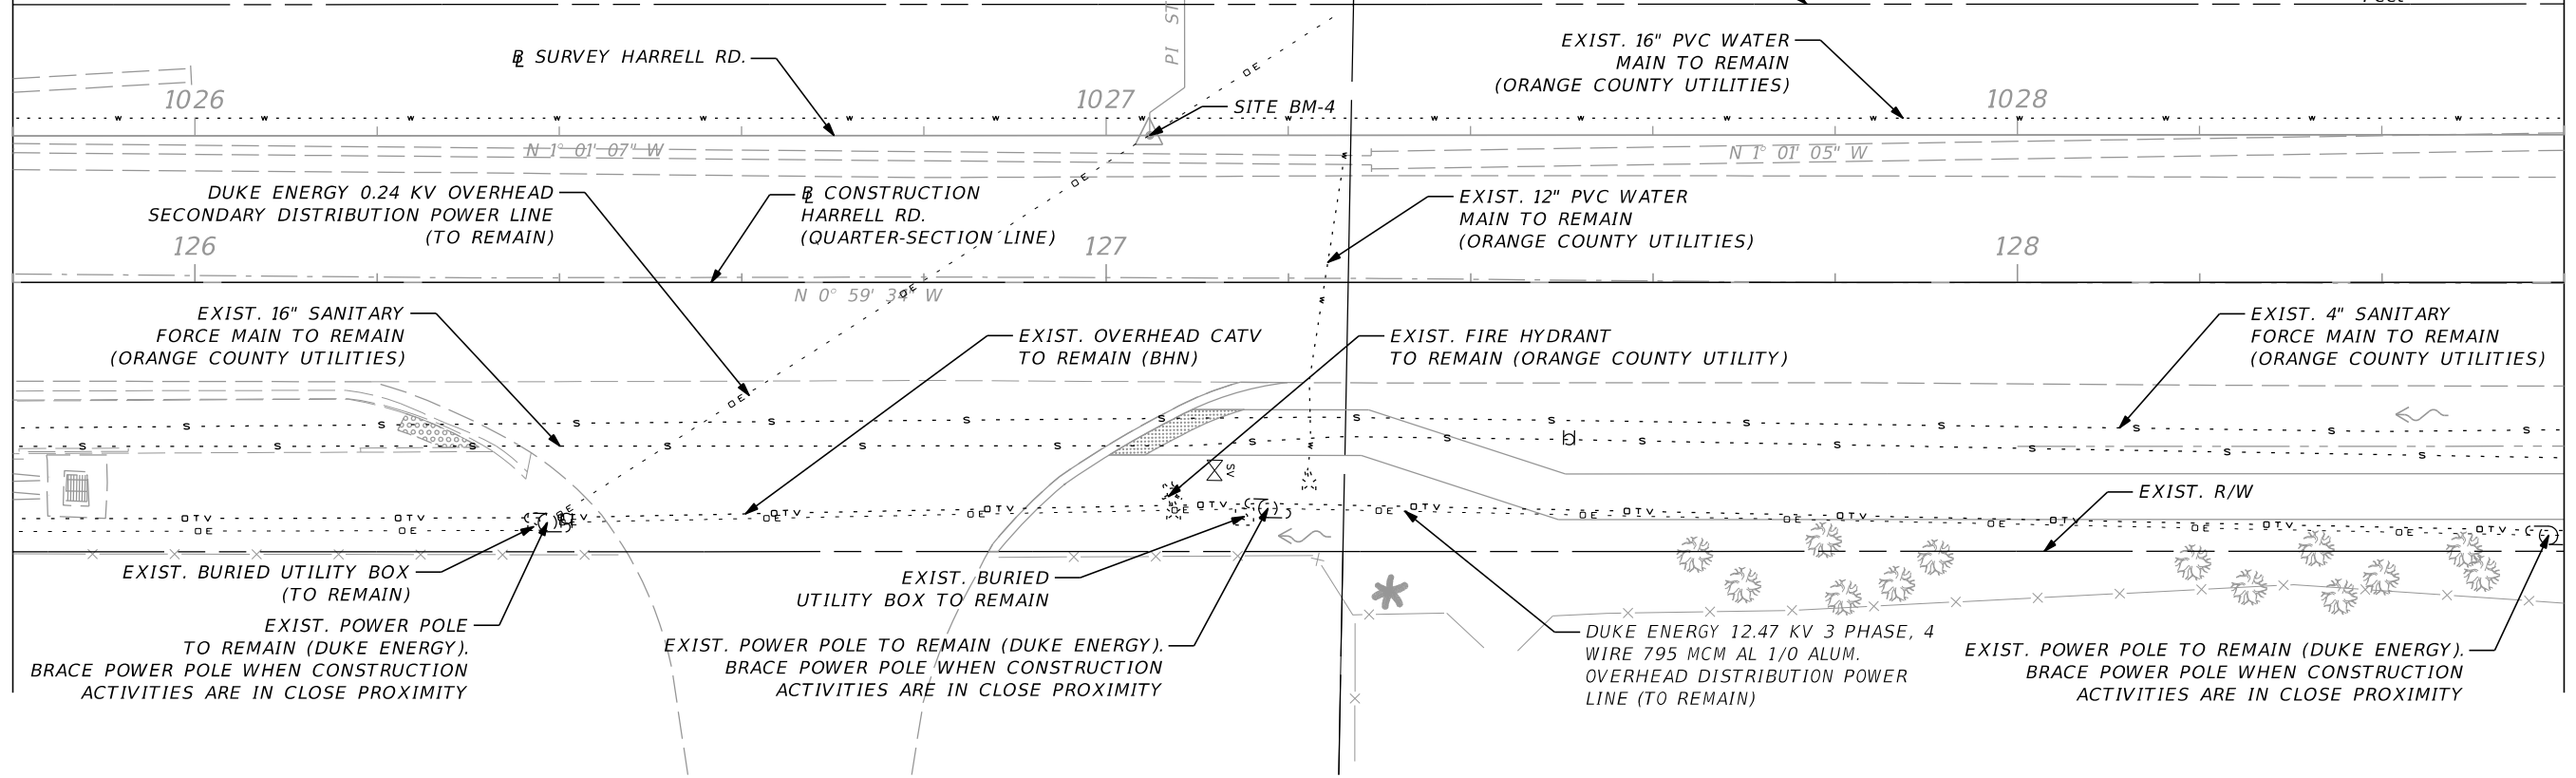 Feet
PI ST
BL SURVEY HARRELL RD.
EXIST. 16" PVC WATER
MAIN TO REMAIN
(ORANGE COUNTY UTILITIES)
1026
1027
1028
SITE BM-4
N 1° 01' 07" W
N 1° 01' 05" W
DUKE ENERGY 0.24 KV OVERHEAD
SECONDARY DISTRIBUTION POWER LINE
(TO REMAIN)
BL CONSTRUCTION
HARRELL RD.
(QUARTER-SECTION LINE)
EXIST. 12" PVC WATER
MAIN TO REMAIN
(ORANGE COUNTY UTILITIES)
126
127
128
N 0° 59' 34" W
EXIST. 16" SANITARY
FORCE MAIN TO REMAIN
(ORANGE COUNTY UTILITIES)
EXIST. OVERHEAD CATV
TO REMAIN (BHN)
EXIST. FIRE HYDRANT
TO REMAIN (ORANGE COUNTY UTILITY)
EXIST. 4" SANITARY
FORCE MAIN TO REMAIN
(ORANGE COUNTY UTILITIES)
SV
EXIST. R/W
EXIST. BURIED UTILITY BOX
(TO REMAIN)
EXIST. BURIED
UTILITY BOX TO REMAIN
EXIST. POWER POLE
TO REMAIN (DUKE ENERGY).
BRACE POWER POLE WHEN CONSTRUCTION
ACTIVITIES ARE IN CLOSE PROXIMITY
EXIST. POWER POLE TO REMAIN (DUKE ENERGY).
BRACE POWER POLE WHEN CONSTRUCTION
ACTIVITIES ARE IN CLOSE PROXIMITY
DUKE ENERGY 12.47 KV 3 PHASE, 4
WIRE 795 MCM AL 1/0 ALUM.
OVERHEAD DISTRIBUTION POWER
LINE (TO REMAIN)
EXIST. POWER POLE TO REMAIN (DUKE ENERGY).
BRACE POWER POLE WHEN CONSTRUCTION
ACTIVITIES ARE IN CLOSE PROXIMITY